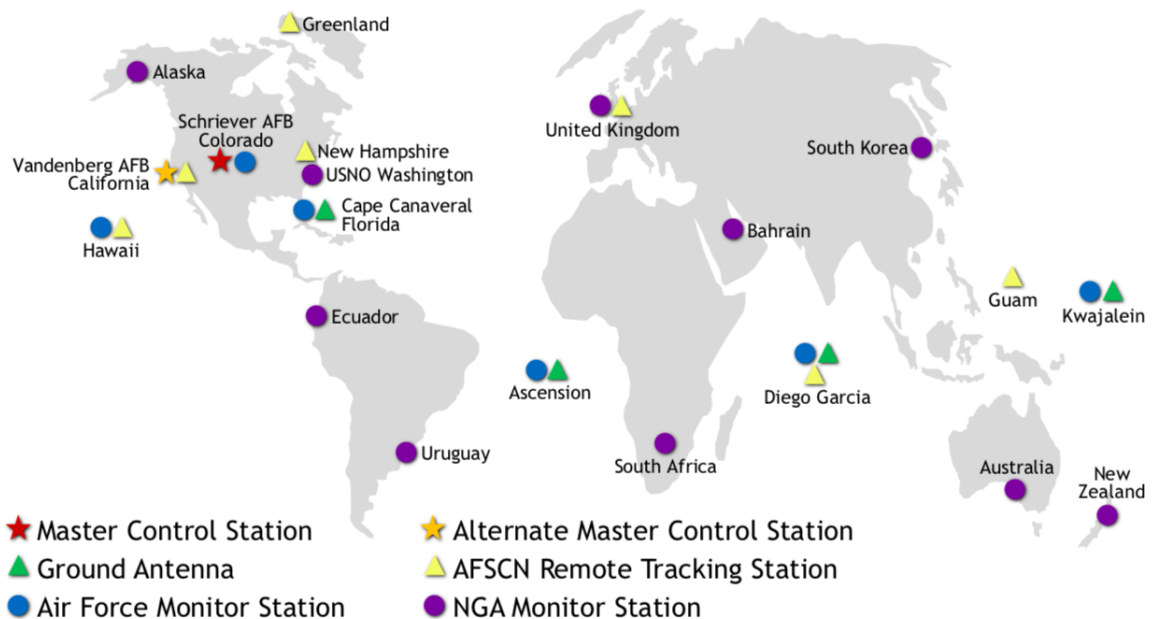 Greenland
Alaska
Schriever AFB
Colorado
Vandenberg AFB
California
New Hampshire
USNO Washington
Cape Canaveral
Florida
Hawaii
United Kingdom
South Korea
Bahrain
Guam
Kwajalein
Ecuador
Ascension
Diego Garcia
Uruguay
South Africa
Australia
New
Zealand
Master Control Station
Alternate Master Control Station
Ground Antenna
AFSCN Remote Tracking Station
Air Force Monitor Station
NGA Monitor Station